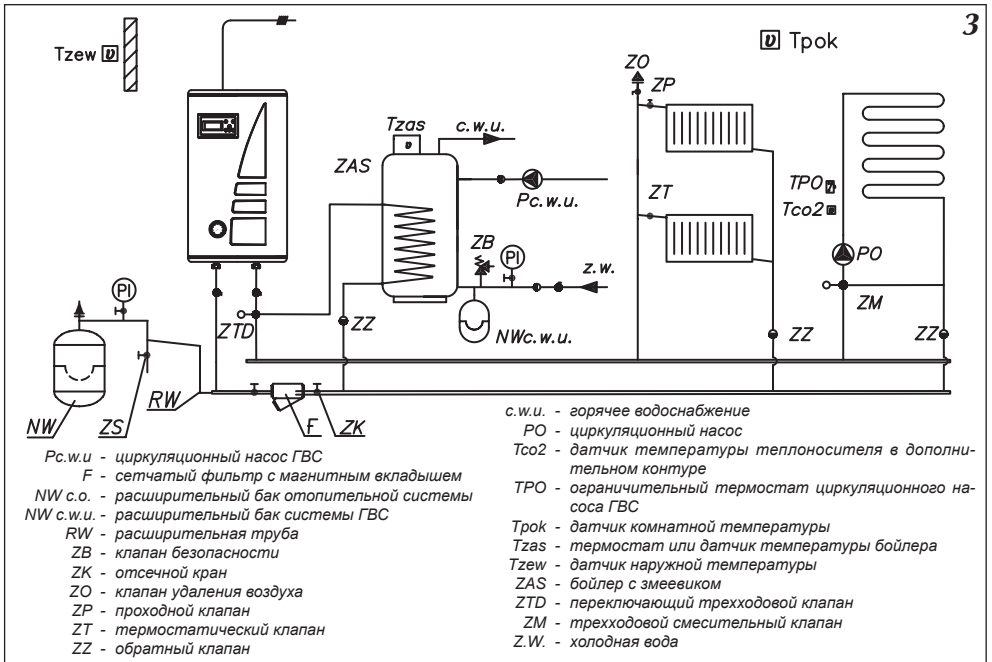 3
Tzew
υ
υ
Tpok
ZO
ZP
Tzas
υ
c.w.u.
ZAS
Pc.w.u.
ZT
TPO
Tco2
ZB
PI
z.w.
PO
PI
ZTD
ZZ
NWc.w.u.
ZM
ZZ
ZZ
NW
ZS
RW
F
ZK
Pc.w.u - циркуляционный насос ГВС
F - сетчатый фильтр с магнитным вкладышем
NW c.o. - расширительный бак отопительной системы
NW c.w.u. - расширительный бак системы ГВС
RW - расширительная труба
ZB - клапан безопасности
ZK - отсечной кран
ZO - клапан удаления воздуха
ZP - проходной клапан
ZT - термостатический клапан
ZZ - обратный клапан
c.w.u. - горячее водоснабжение
PO - циркуляционный насос
Tco2 - датчик температуры теплоносителя в дополни-
тельном контуре
TPO - ограничительный термостат циркуляционного на-
соса ГВС
Tpok - датчик комнатной температуры
Tzas - термостат или датчик температуры бойлера
Tzew - датчик наружной температуры
ZAS - бойлер с змеевиком
ZTD - переключающий трехходовой клапан
ZM - трехходовой смесительный клапан
Z.W. - холодная вода